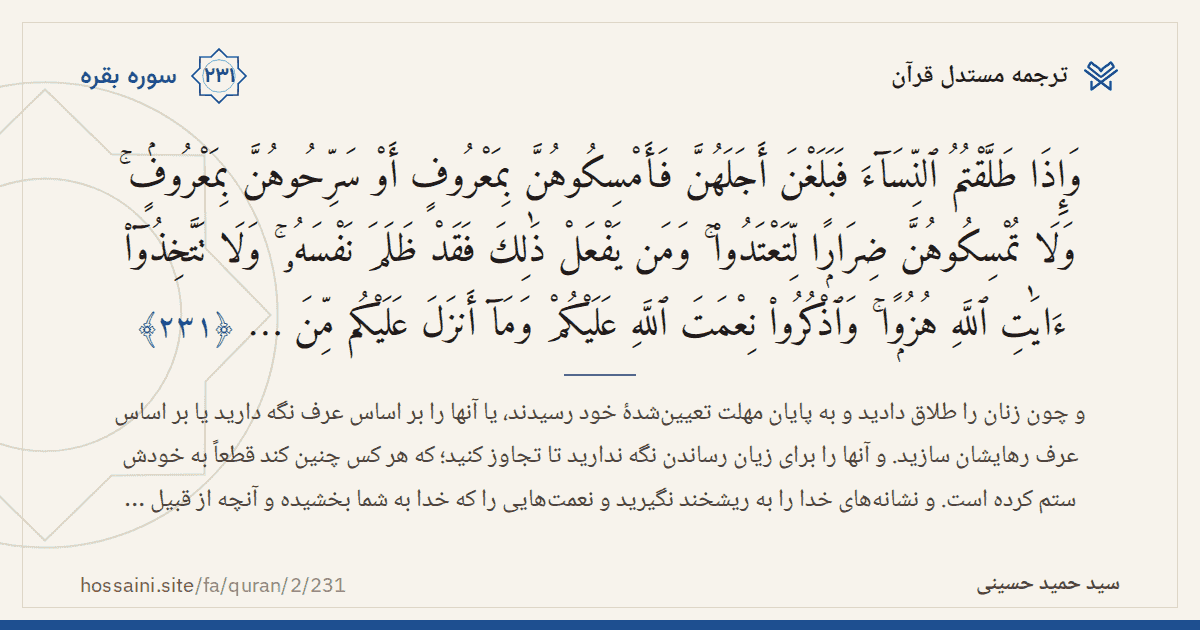 ترجمه مستدل قرآن
۲۳۱ سوره بقره
وَإِذَا طَلَّقۡتُمُ ٱلنِّسَآءَ فَبَلَغۡنَ أَجَلَهُنَّ فَأَمۡسِكُوهُنَّ بِمَعۡرُوفٍ أَوۡ سَرِّحُوهُنَّ بِمَعۡرُوفٖۚ
وَلَا تُمۡسِكُوهُنَّ ضِرَارٗا لِّتَعۡتَدُواْۚ وَمَن يَفۡعَلۡ ذَٰلِكَ فَقَدۡ ظَلَمَ نَفۡسَهُۥۚ وَلَا تَتَّخِذُوٓاْ
ءَايَٰتِ ٱللَّهِ هُزُوٗاۚ وَٱذۡكُرُواْ نِعۡمَتَ ٱللَّهِ عَلَيۡكُمۡ وَمَآ أَنزَلَ عَلَيۡكُم مِّنَ ... ﴿٢٣١﴾
و چون زنان را طلاق دادید و به پایان مهلت تعیین‌شدهٔ خود رسیدند، یا آنها را بر اساس عرف نگه دارید یا بر اساس
عرف رهایشان سازید. و آنها را برای زیان رساندن نگه ندارید تا تجاوز کنید؛ که هر کس چنین کند قطعاً به خودش
ستم کرده است. و نشانه‌های خدا را به ریشخند نگیرید و نعمت‌هایی را که خدا به شما بخشیده و آنچه از قبیل ...
سید حمید حسینی
hossaini.site/fa/quran/2/231